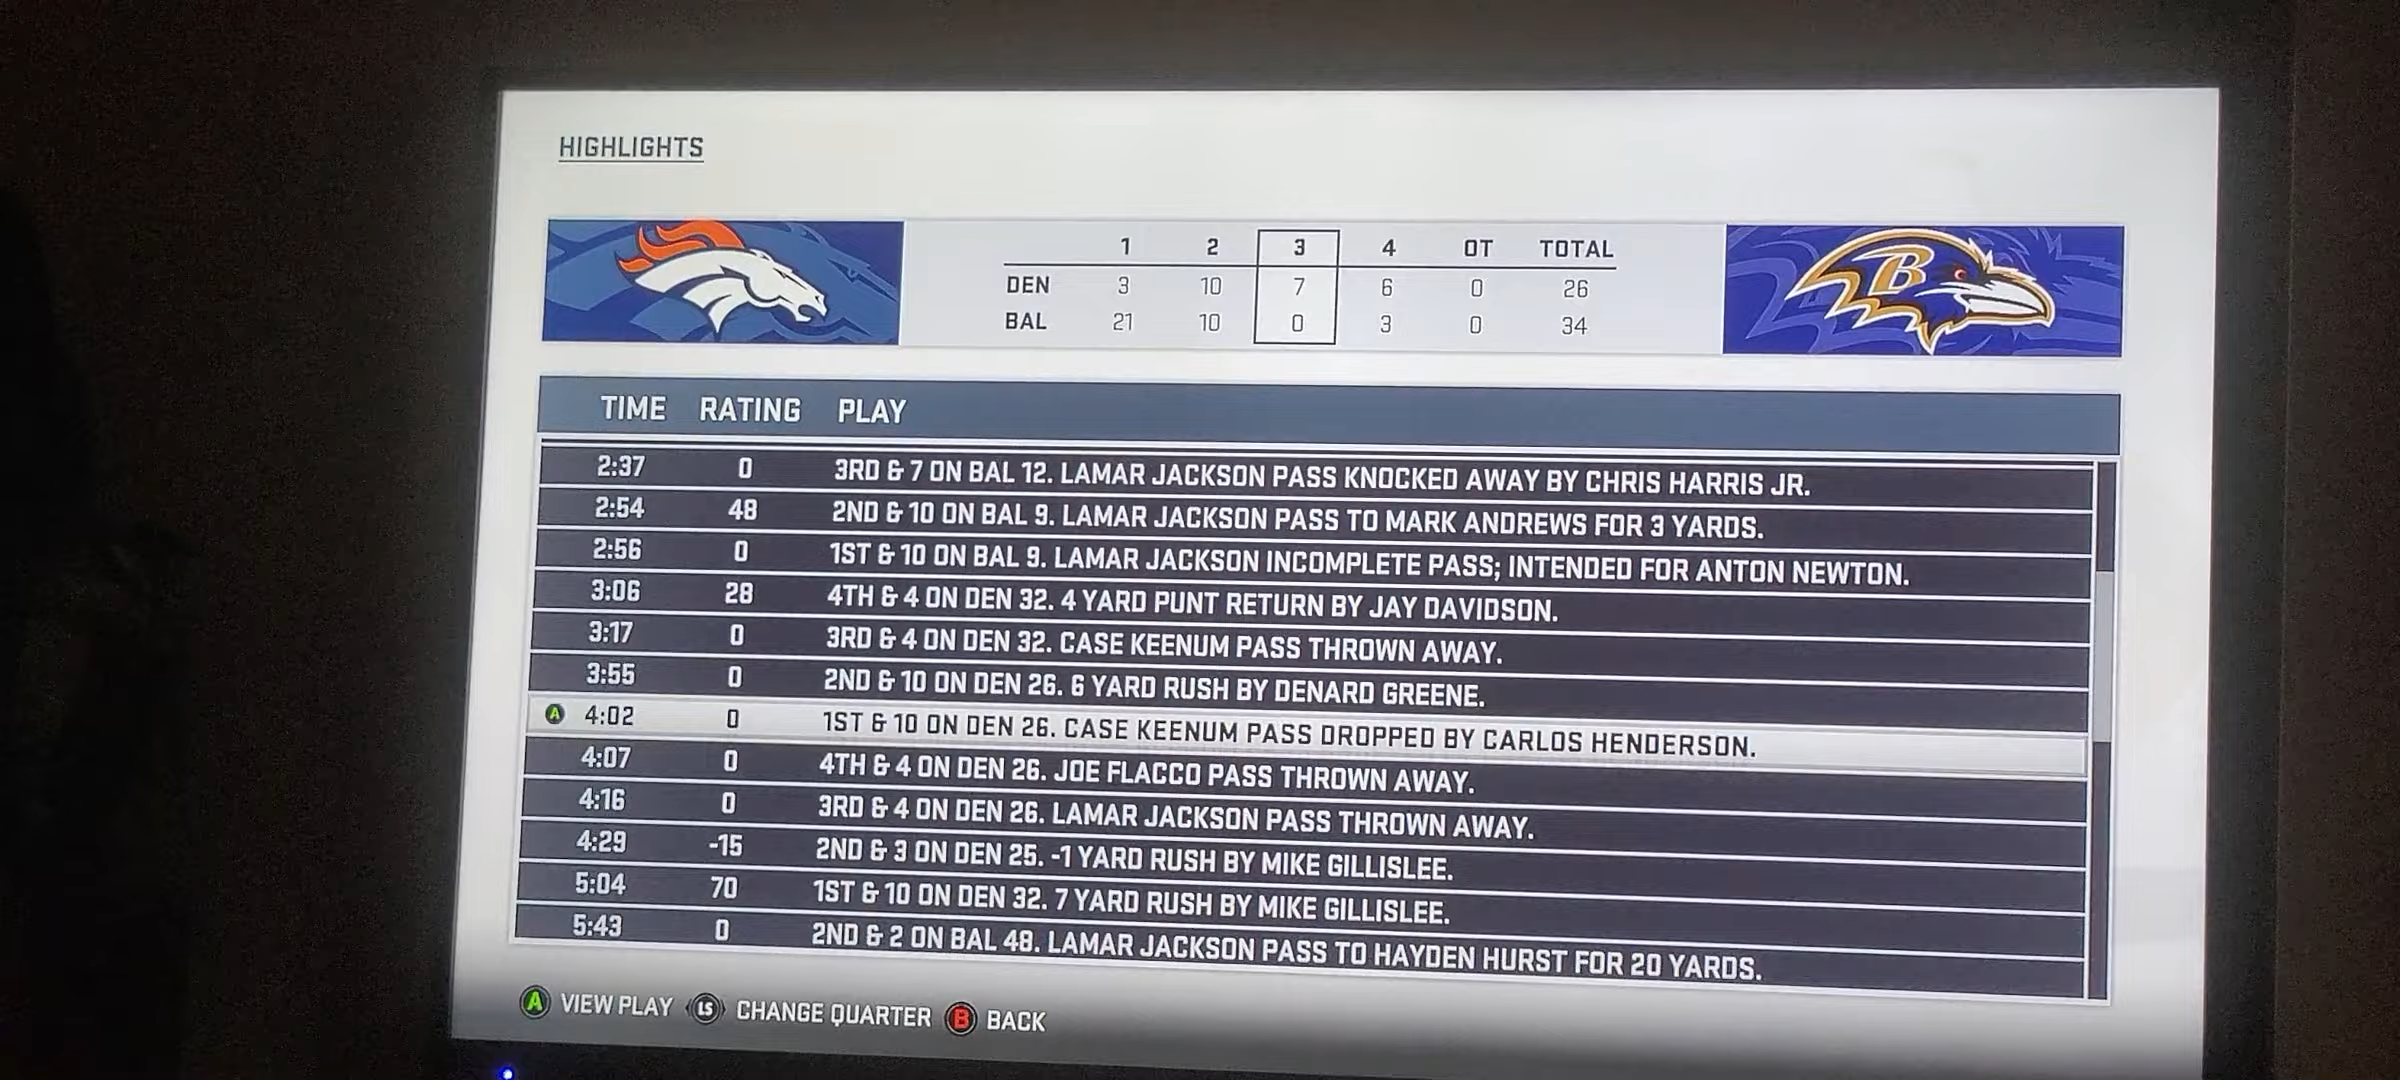 HIGHLIGHTS
1 2 3 4 OT TOTAL
DEN 3 10 7 6 0 26
BAL 21 10 0 3 0 34
B
TIME RATING PLAY
2:37 0 3RD & 7 ON BAL 12. LAMAR JACKSON PASS KNOCKED AWAY BY CHRIS HARRIS JR.
2:54 48 2ND & 10 ON BAL 9. LAMAR JACKSON PASS TO MARK ANDREWS FOR 3 YARDS.
2:56 0 1ST & 10 ON BAL 9. LAMAR JACKSON INCOMPLETE PASS; INTENDED FOR ANTON NEWTON.
3:06 28 4TH & 4 ON DEN 32. 4 YARD PUNT RETURN BY JAY DAVIDSON.
3:17 0 3RD & 4 ON DEN 32. CASE KEENUM PASS THROWN AWAY.
3:55 0 2ND & 10 ON DEN 26. 6 YARD RUSH BY DENARD GREENE.
A 4:02 0 1ST & 10 ON DEN 26. CASE KEENUM PASS DROPPED BY CARLOS HENDERSON.
4:07 0 4TH & 4 ON DEN 26. JOE FLACCO PASS THROWN AWAY.
4:16 0 3RD & 4 ON DEN 26. LAMAR JACKSON PASS THROWN AWAY.
4:29 -15 2ND & 3 ON DEN 25. -1 YARD RUSH BY MIKE GILLISLEE.
5:04 70 1ST & 10 ON DEN 32. 7 YARD RUSH BY MIKE GILLISLEE.
5:43 0 2ND & 2 ON BAL 48. LAMAR JACKSON PASS TO HAYDEN HURST FOR 20 YARDS.
A VIEW PLAY LS CHANGE QUARTER B BACK